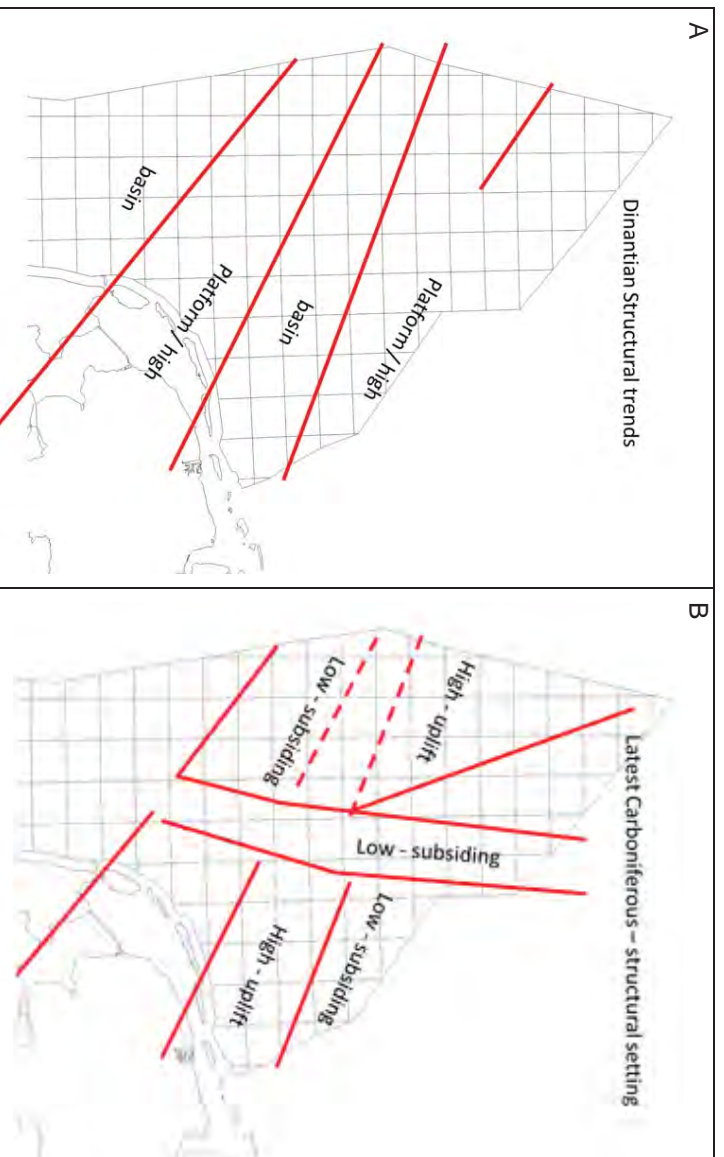 A
Dinantian Structural trends
Platform / high
basin
Platform / high
basin
B
Latest Carboniferous – structural setting
High - uplift
Low - subsiding
Low - subsiding
Low - subsiding
High - uplift